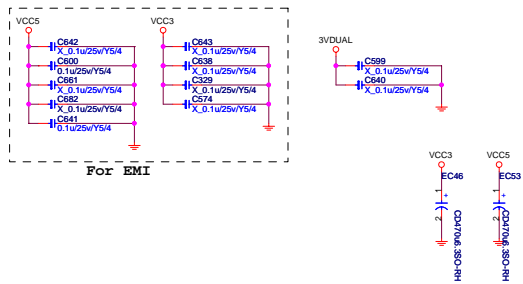 VCC5
C642
X_0.1u/25v/Y5/4
C600
0.1u/25v/Y5/4
C661
X_0.1u/25v/Y5/4
C682
X_0.1u/25v/Y5/4
C641
0.1u/25v/Y5/4
VCC3
C643
X_0.1u/25v/Y5/4
C638
X_0.1u/25v/Y5/4
C329
X_0.1u/25v/Y5/4
C574
X_0.1u/25v/Y5/4
For EMI
3VDUAL
C599
X_0.1u/25v/Y5/4
C640
X_0.1u/25v/Y5/4
VCC3
EC46
1
+
2
CD470u6.3SO-RH
VCC5
EC53
1
+
2
CD470u6.3SO-RH